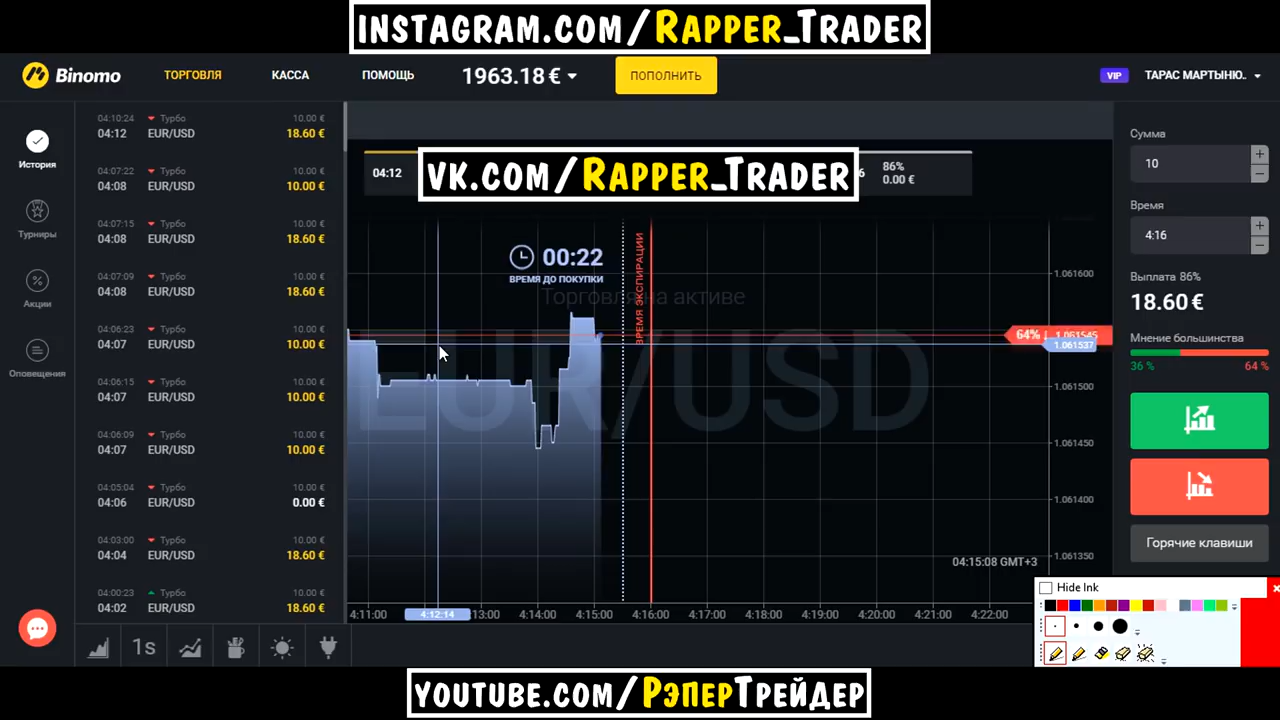 INSTAGRAM.COM/RAPPER_TRADER
Binomo
ТОРГОВЛЯ
КАССА
ПОМОЩЬ
1963.18 €
ПОПОЛНИТЬ
VIP
ТАРАС МАРТЫНЮ..
История
Турниры
Акции
Оповещения
04:10:24 Турбо 10.00 €
04:12 EUR/USD 18.60 €
04:07:22 Турбо 10.00 €
04:08 EUR/USD 10.00 €
04:07:15 Турбо 10.00 €
04:08 EUR/USD 18.60 €
04:07:09 Турбо 10.00 €
04:08 EUR/USD 18.60 €
04:06:23 Турбо 10.00 €
04:07 EUR/USD 10.00 €
04:06:15 Турбо 10.00 €
04:07 EUR/USD 10.00 €
04:06:09 Турбо 10.00 €
04:07 EUR/USD 10.00 €
04:05:04 Турбо 10.00 €
04:06 EUR/USD 0.00 €
04:03:00 Турбо 10.00 €
04:04 EUR/USD 18.60 €
04:00:23 Турбо 10.00 €
04:02 EUR/USD 18.60 €
04:12
VK.COM/RAPPER_TRADER
86%
0.00 €
00:22
ВРЕМЯ ДО ПОКУПКИ
ВРЕМЯ ЭКСПИРАЦИИ
Торговля на активе
EUR/USD
1.061600
64% 1.061545
1.061537
1.061500
1.061450
1.061400
1.061350
04:15:08 GMT+3
4:11:00 4:12:14 4:13:00 4:14:00 4:15:00 4:16:00 4:17:00 4:18:00 4:19:00 4:20:00 4:21:00 4:22:00
1s
Сумма
10
Время
4:16
Выплата 86%
18.60 €
Мнение большинства
36 % 64 %
Горячие клавиши
Hide Ink
YOUTUBE.COM/РЭПЕРТРЕЙДЕР